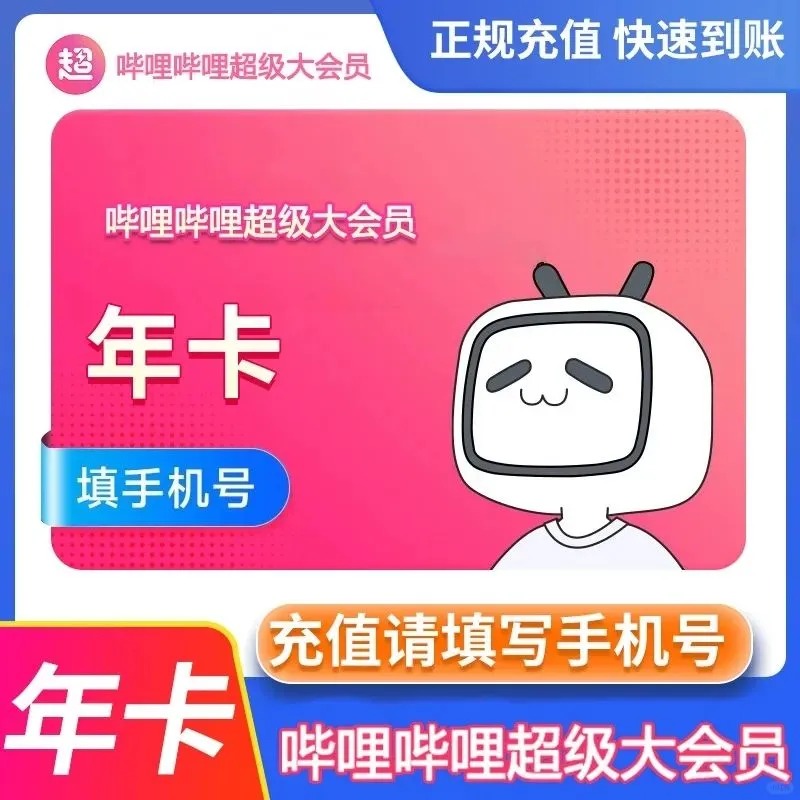 正规充值 快速到账
超 哔哩哔哩超级大会员
哔哩哔哩超级大会员
年卡
填手机号
充值请填写手机号
年卡
哔哩哔哩超级大会员